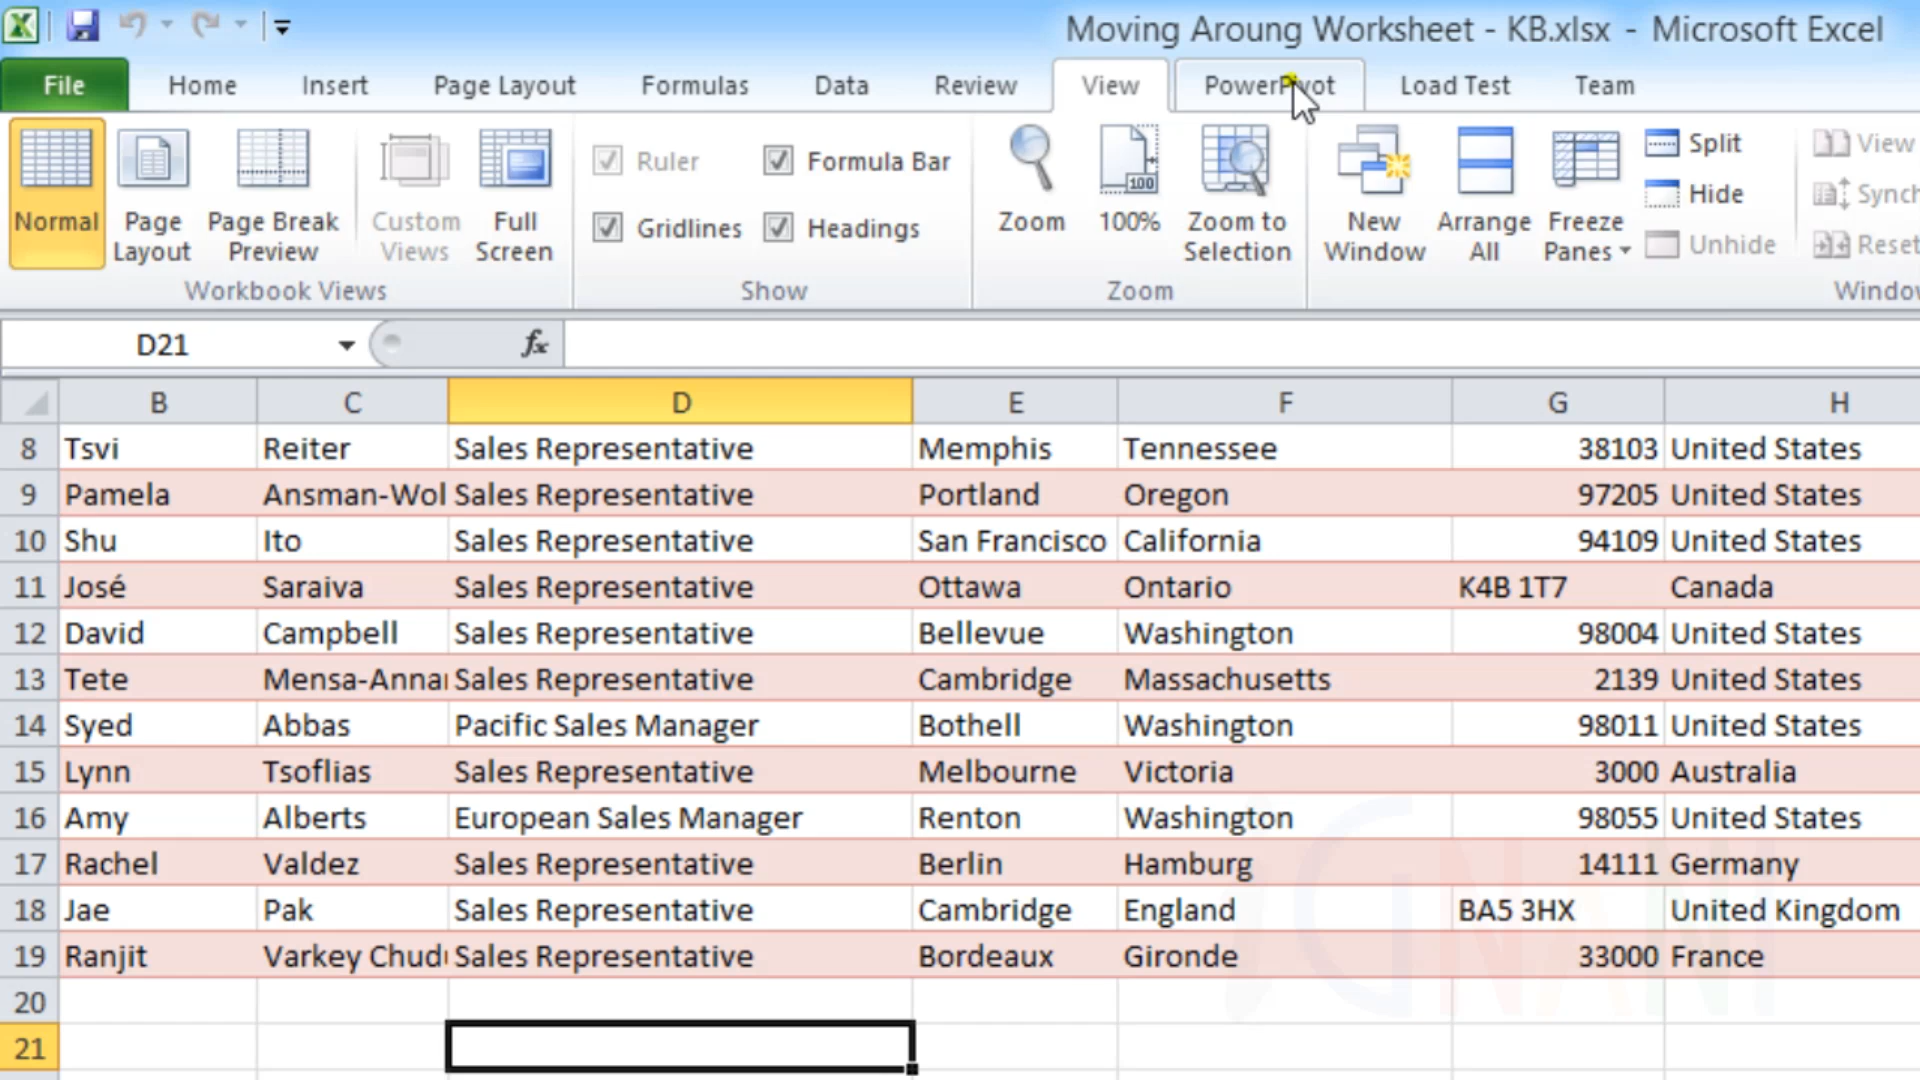 Moving Aroung Worksheet - KB.xlsx - Microsoft Excel
File Home Insert Page Layout Formulas Data Review View PowerPivot Load Test Team
Normal
Page Layout
Page Break Preview
Custom Views
Full Screen
Workbook Views
Ruler
Formula Bar
Gridlines
Headings
Show
Zoom
100
100%
Zoom to Selection
Zoom
New Window
Arrange All
Freeze Panes
Split
Hide
Unhide
View
Synch
Reset
Window
D21 fx
B C D E F G H
8 Tsvi Reiter Sales Representative Memphis Tennessee 38103 United States
9 Pamela Ansman-Wol Sales Representative Portland Oregon 97205 United States
10 Shu Ito Sales Representative San Francisco California 94109 United States
11 José Saraiva Sales Representative Ottawa Ontario K4B 1T7 Canada
12 David Campbell Sales Representative Bellevue Washington 98004 United States
13 Tete Mensa-Annan Sales Representative Cambridge Massachusetts 2139 United States
14 Syed Abbas Pacific Sales Manager Bothell Washington 98011 United States
15 Lynn Tsoflias Sales Representative Melbourne Victoria 3000 Australia
16 Amy Alberts European Sales Manager Renton Washington 98055 United States
17 Rachel Valdez Sales Representative Berlin Hamburg 14111 Germany
18 Jae Pak Sales Representative Cambridge England BA5 3HX United Kingdom
19 Ranjit Varkey Chud Sales Representative Bordeaux Gironde 33000 France
20
21